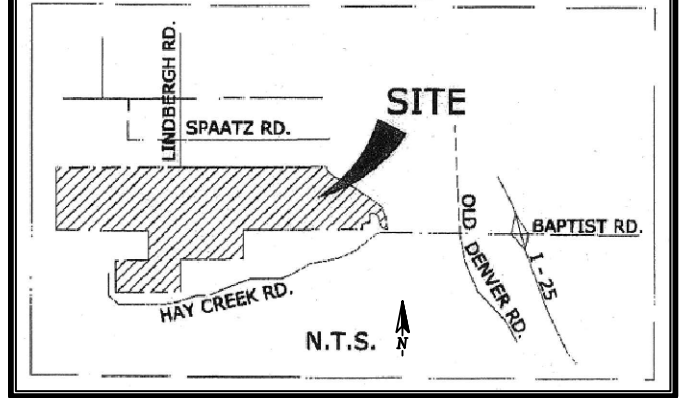 LINDBERGH RD.
SITE
SPAATZ RD.
OLD DENVER RD.
BAPTIST RD.
I - 25
HAY CREEK RD.
N.T.S.
N